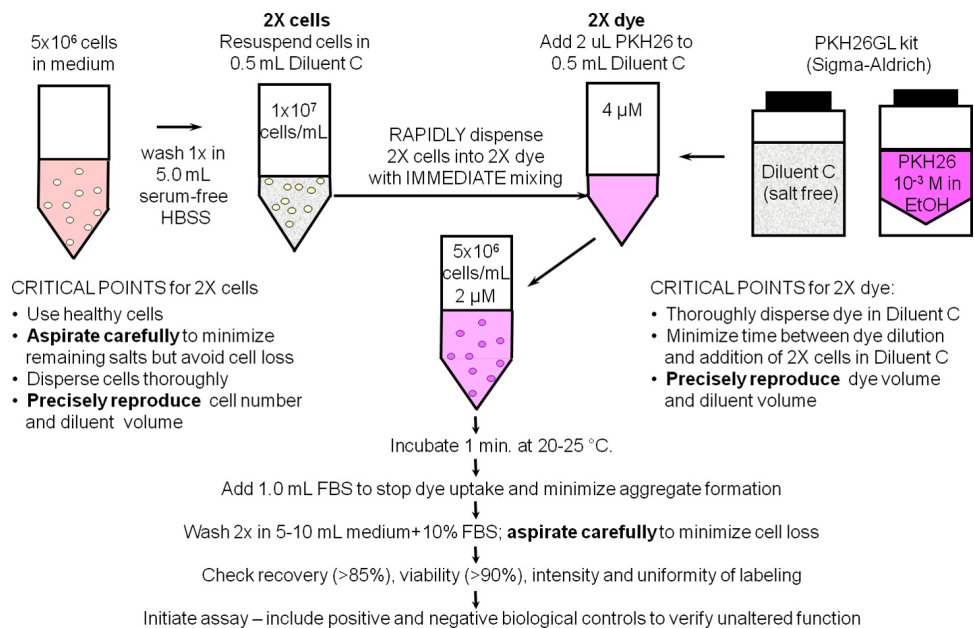 5x10⁶ cells
in medium
2X cells
Resuspend cells in
0.5 mL Diluent C
2X dye
Add 2 uL PKH26 to
0.5 mL Diluent C
PKH26GL kit
(Sigma-Aldrich)
1x10⁷
cells/mL
4 µM
wash 1x in
5.0 mL
serum-free
HBSS
RAPIDLY dispense
2X cells into 2X dye
with IMMEDIATE mixing
Diluent C
(salt free)
PKH26
10⁻³ M in
EtOH
5x10⁶
cells/mL
2 µM
CRITICAL POINTS for 2X cells
• Use healthy cells
• Aspirate carefully to minimize
remaining salts but avoid cell loss
• Disperse cells thoroughly
• Precisely reproduce cell number
and diluent volume
CRITICAL POINTS for 2X dye:
• Thoroughly disperse dye in Diluent C
• Minimize time between dye dilution
and addition of 2X cells in Diluent C
• Precisely reproduce dye volume
and diluent volume
Incubate 1 min. at 20-25 °C.
Add 1.0 mL FBS to stop dye uptake and minimize aggregate formation
Wash 2x in 5-10 mL medium+10% FBS; aspirate carefully to minimize cell loss
Check recovery (>85%), viability (>90%), intensity and uniformity of labeling
Initiate assay – include positive and negative biological controls to verify unaltered function